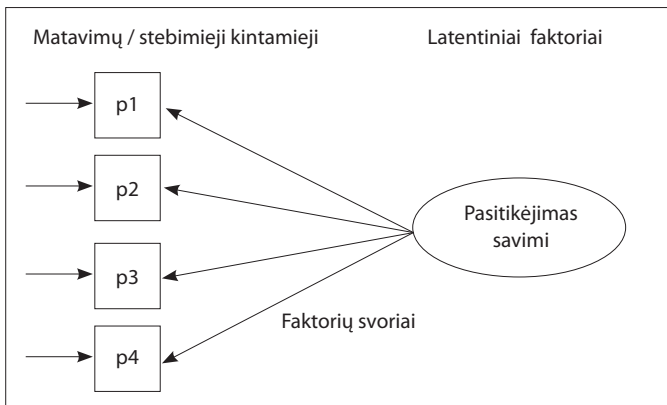 Matavimų / stebimieji kintamieji
Latentiniai faktoriai
p1
p2
p3
p4
Pasitikėjimas
savimi
Faktorių svoriai